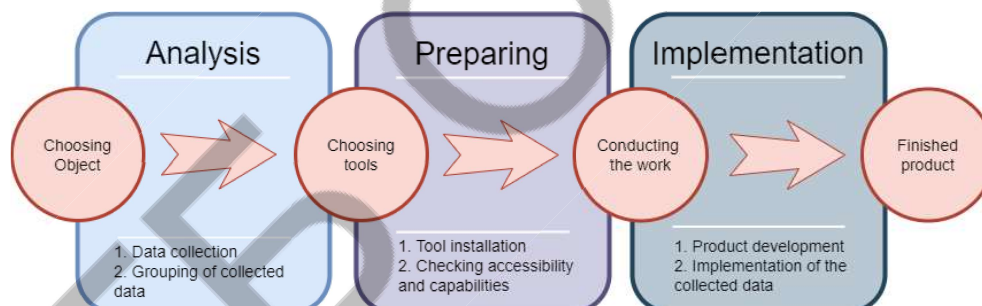 Analysis
Preparing
Implementation
Choosing
Object
Choosing
tools
Conducting
the work
Finished
product
1. Data collection
2. Grouping of collected
data
1. Tool installation
2. Checking accessibility
and capabilities
1. Product development
2. Implementation of the
collected data